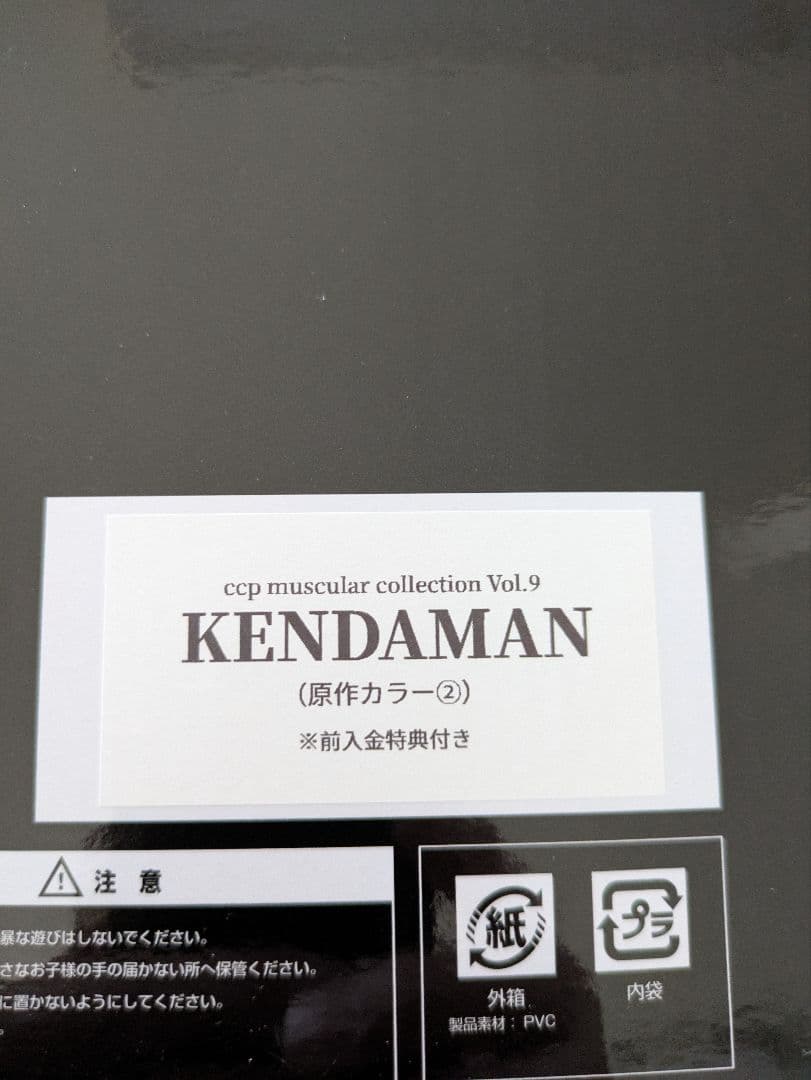 ccp muscular collection Vol.9
KENDAMAN
（原作カラー②）
※前入金特典付き
注 意
暴な遊びはしないでください。
さなお子様の手の届かない所へ保管ください。
に置かないようにしてください。
。
紙
プラ
外箱
内袋
製品素材：PVC